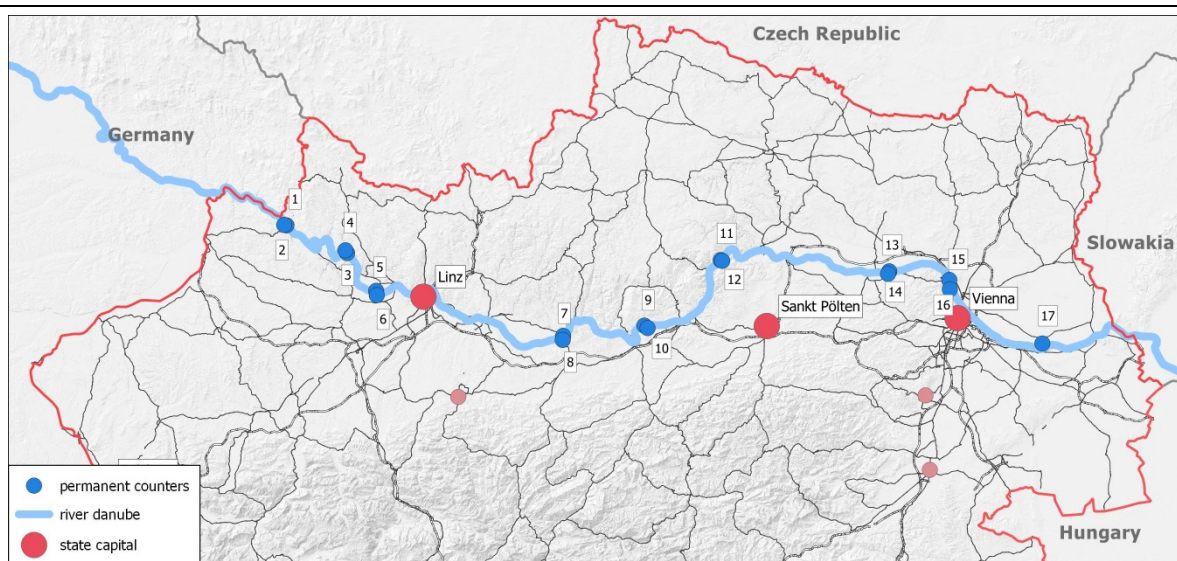 Czech Republic
Germany
1
2
4
3
5
6
Linz
7
8
9
10
11
12
Sankt Pölten
13
14
15
16
Vienna
17
Slowakia
Hungary
permanent counters
river danube
state capital